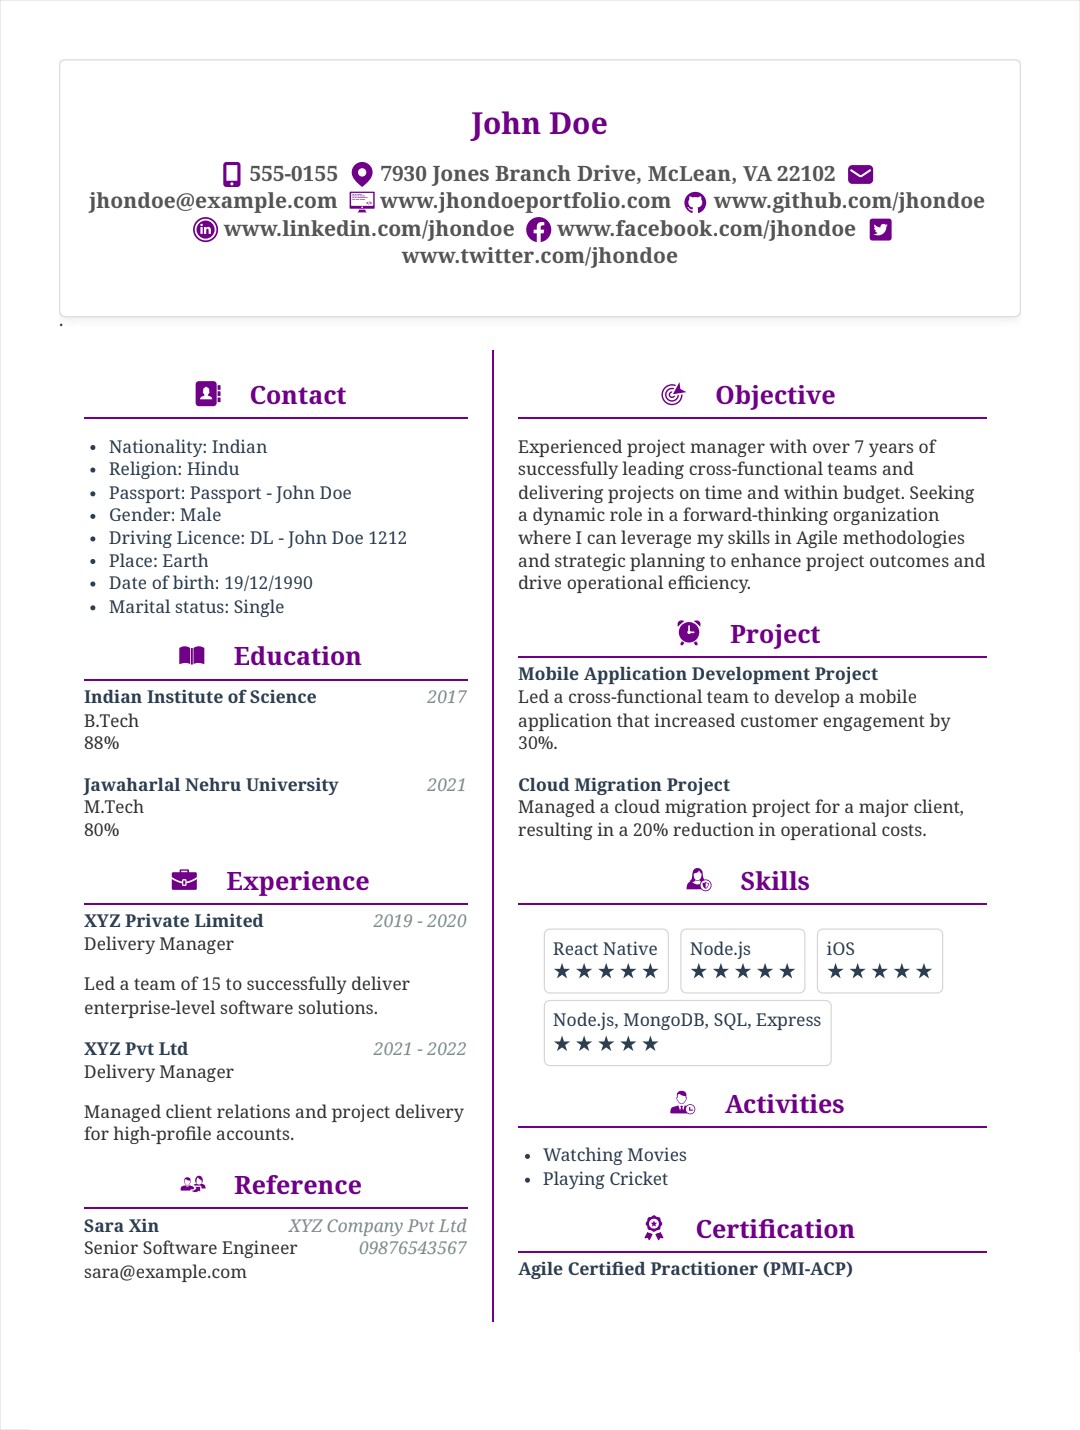 John Doe
555-0155 7930 Jones Branch Drive, McLean, VA 22102
jhondoe@example.com www.jhondoeportfolio.com www.github.com/jhondoe
www.linkedin.com/jhondoe www.facebook.com/jhondoe
www.twitter.com/jhondoe
.
Contact
• Nationality: Indian
• Religion: Hindu
• Passport: Passport - John Doe
• Gender: Male
• Driving Licence: DL - John Doe 1212
• Place: Earth
• Date of birth: 19/12/1990
• Marital status: Single
Education
Indian Institute of Science 2017
B.Tech
88%
Jawaharlal Nehru University 2021
M.Tech
80%
Experience
XYZ Private Limited 2019 - 2020
Delivery Manager
Led a team of 15 to successfully deliver
enterprise-level software solutions.
XYZ Pvt Ltd 2021 - 2022
Delivery Manager
Managed client relations and project delivery
for high-profile accounts.
Reference
Sara Xin XYZ Company Pvt Ltd
Senior Software Engineer 09876543567
sara@example.com
Objective
Experienced project manager with over 7 years of
successfully leading cross-functional teams and
delivering projects on time and within budget. Seeking
a dynamic role in a forward-thinking organization
where I can leverage my skills in Agile methodologies
and strategic planning to enhance project outcomes and
drive operational efficiency.
Project
Mobile Application Development Project
Led a cross-functional team to develop a mobile
application that increased customer engagement by
30%.
Cloud Migration Project
Managed a cloud migration project for a major client,
resulting in a 20% reduction in operational costs.
Skills
React Native Node.js iOS
★ ★ ★ ★ ★ ★ ★ ★ ★ ★ ★ ★ ★ ★ ★
Node.js, MongoDB, SQL, Express
★ ★ ★ ★ ★
Activities
• Watching Movies
• Playing Cricket
Certification
Agile Certified Practitioner (PMI-ACP)